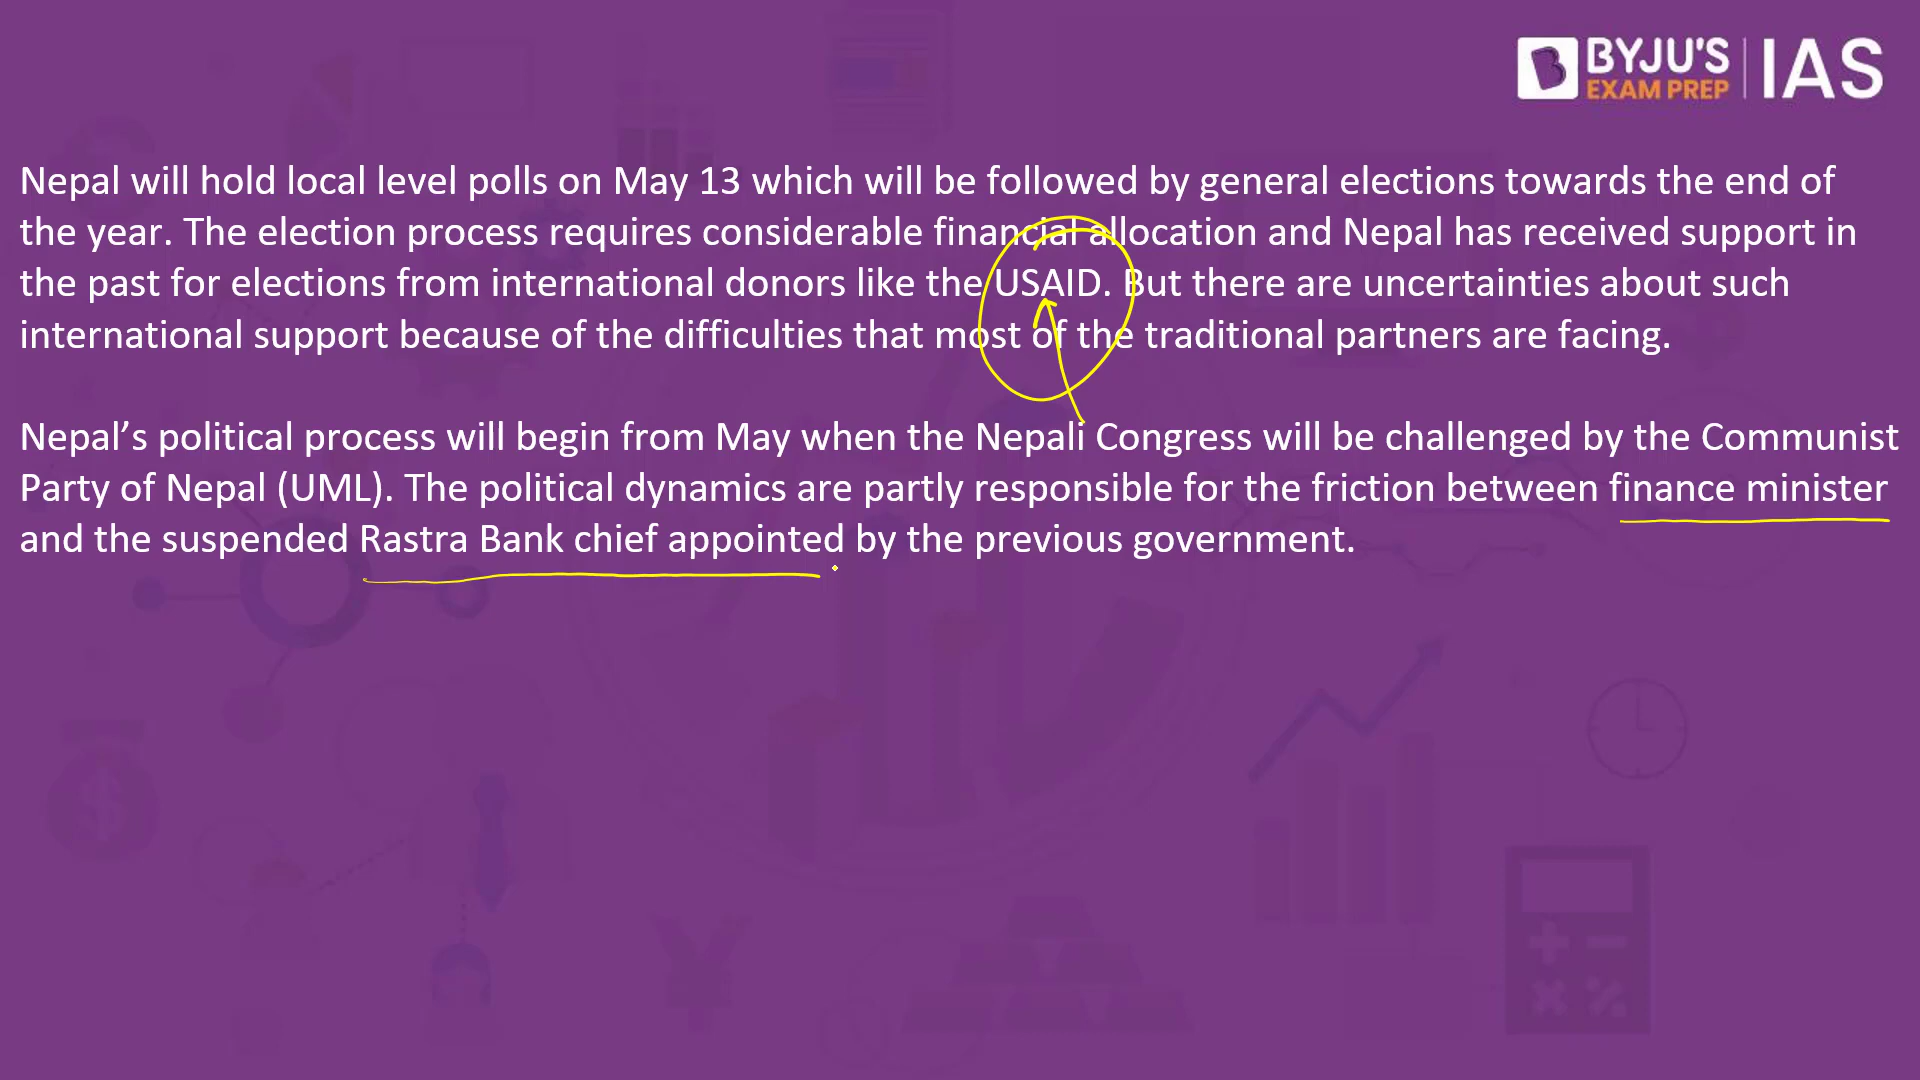 BYJU'S
EXAM PREP
IAS
Nepal will hold local level polls on May 13 which will be followed by general elections towards the end of
the year. The election process requires considerable financial allocation and Nepal has received support in
the past for elections from international donors like the USAID. But there are uncertainties about such
international support because of the difficulties that most of the traditional partners are facing.
Nepal’s political process will begin from May when the Nepali Congress will be challenged by the Communist
Party of Nepal (UML). The political dynamics are partly responsible for the friction between finance minister
and the suspended Rastra Bank chief appointed by the previous government.